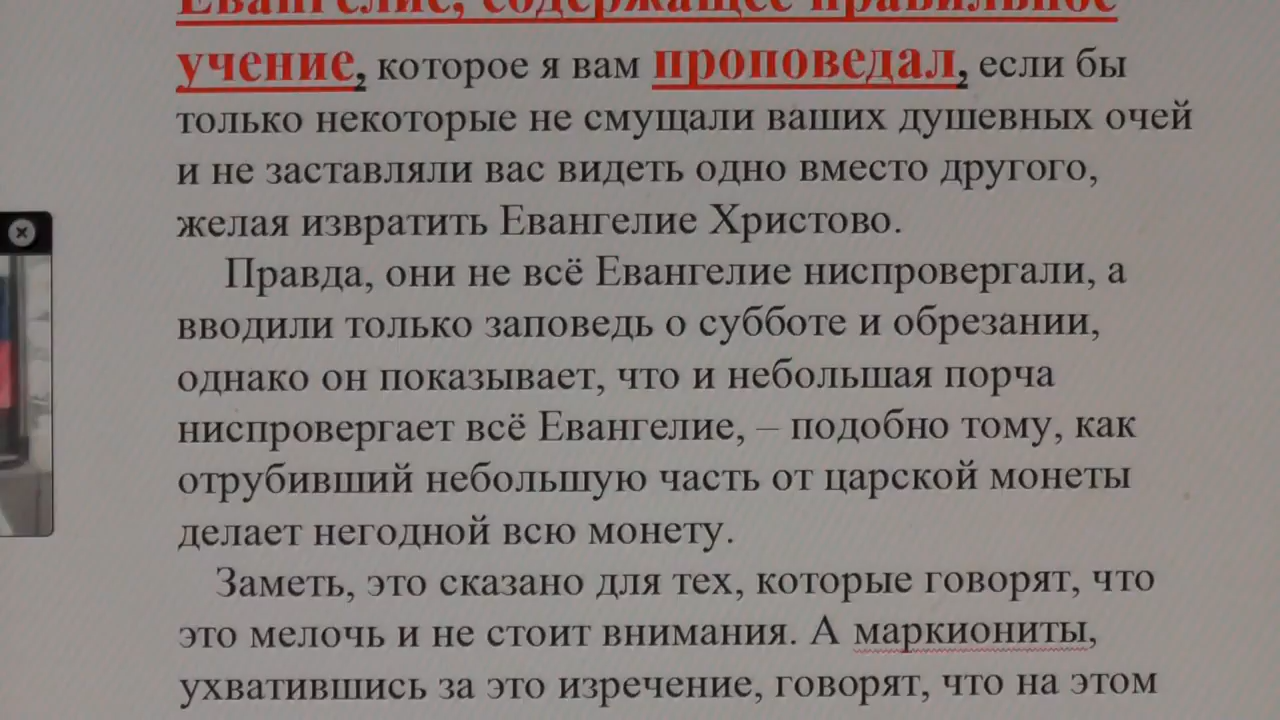 Евангелие, содержащее правильное
учение, которое я вам проповедал, если бы
только некоторые не смущали ваших душевных очей
и не заставляли вас видеть одно вместо другого,
желая извратить Евангелие Христово.
Правда, они не всё Евангелие ниспровергали, а
вводили только заповедь о субботе и обрезании,
однако он показывает, что и небольшая порча
ниспровергает всё Евангелие, – подобно тому, как
отрубивший небольшую часть от царской монеты
делает негодной всю монету.
Заметь, это сказано для тех, которые говорят, что
это мелочь и не стоит внимания. А маркиониты,
ухватившись за это изречение, говорят, что на этом